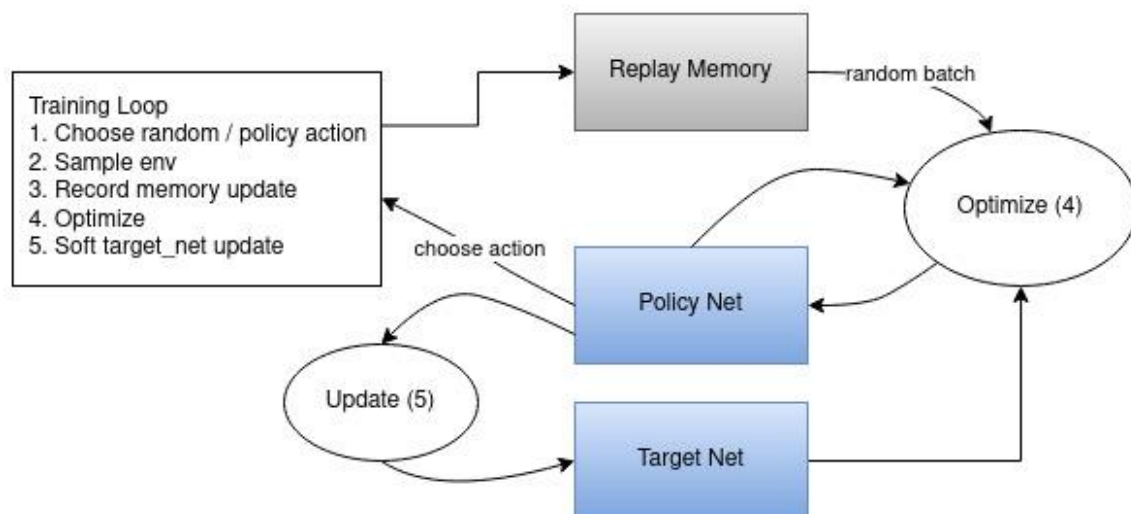 Training Loop
1. Choose random / policy action
2. Sample env
3. Record memory update
4. Optimize
5. Soft target_net update
Replay Memory
random batch
Optimize (4)
choose action
Policy Net
Update (5)
Target Net